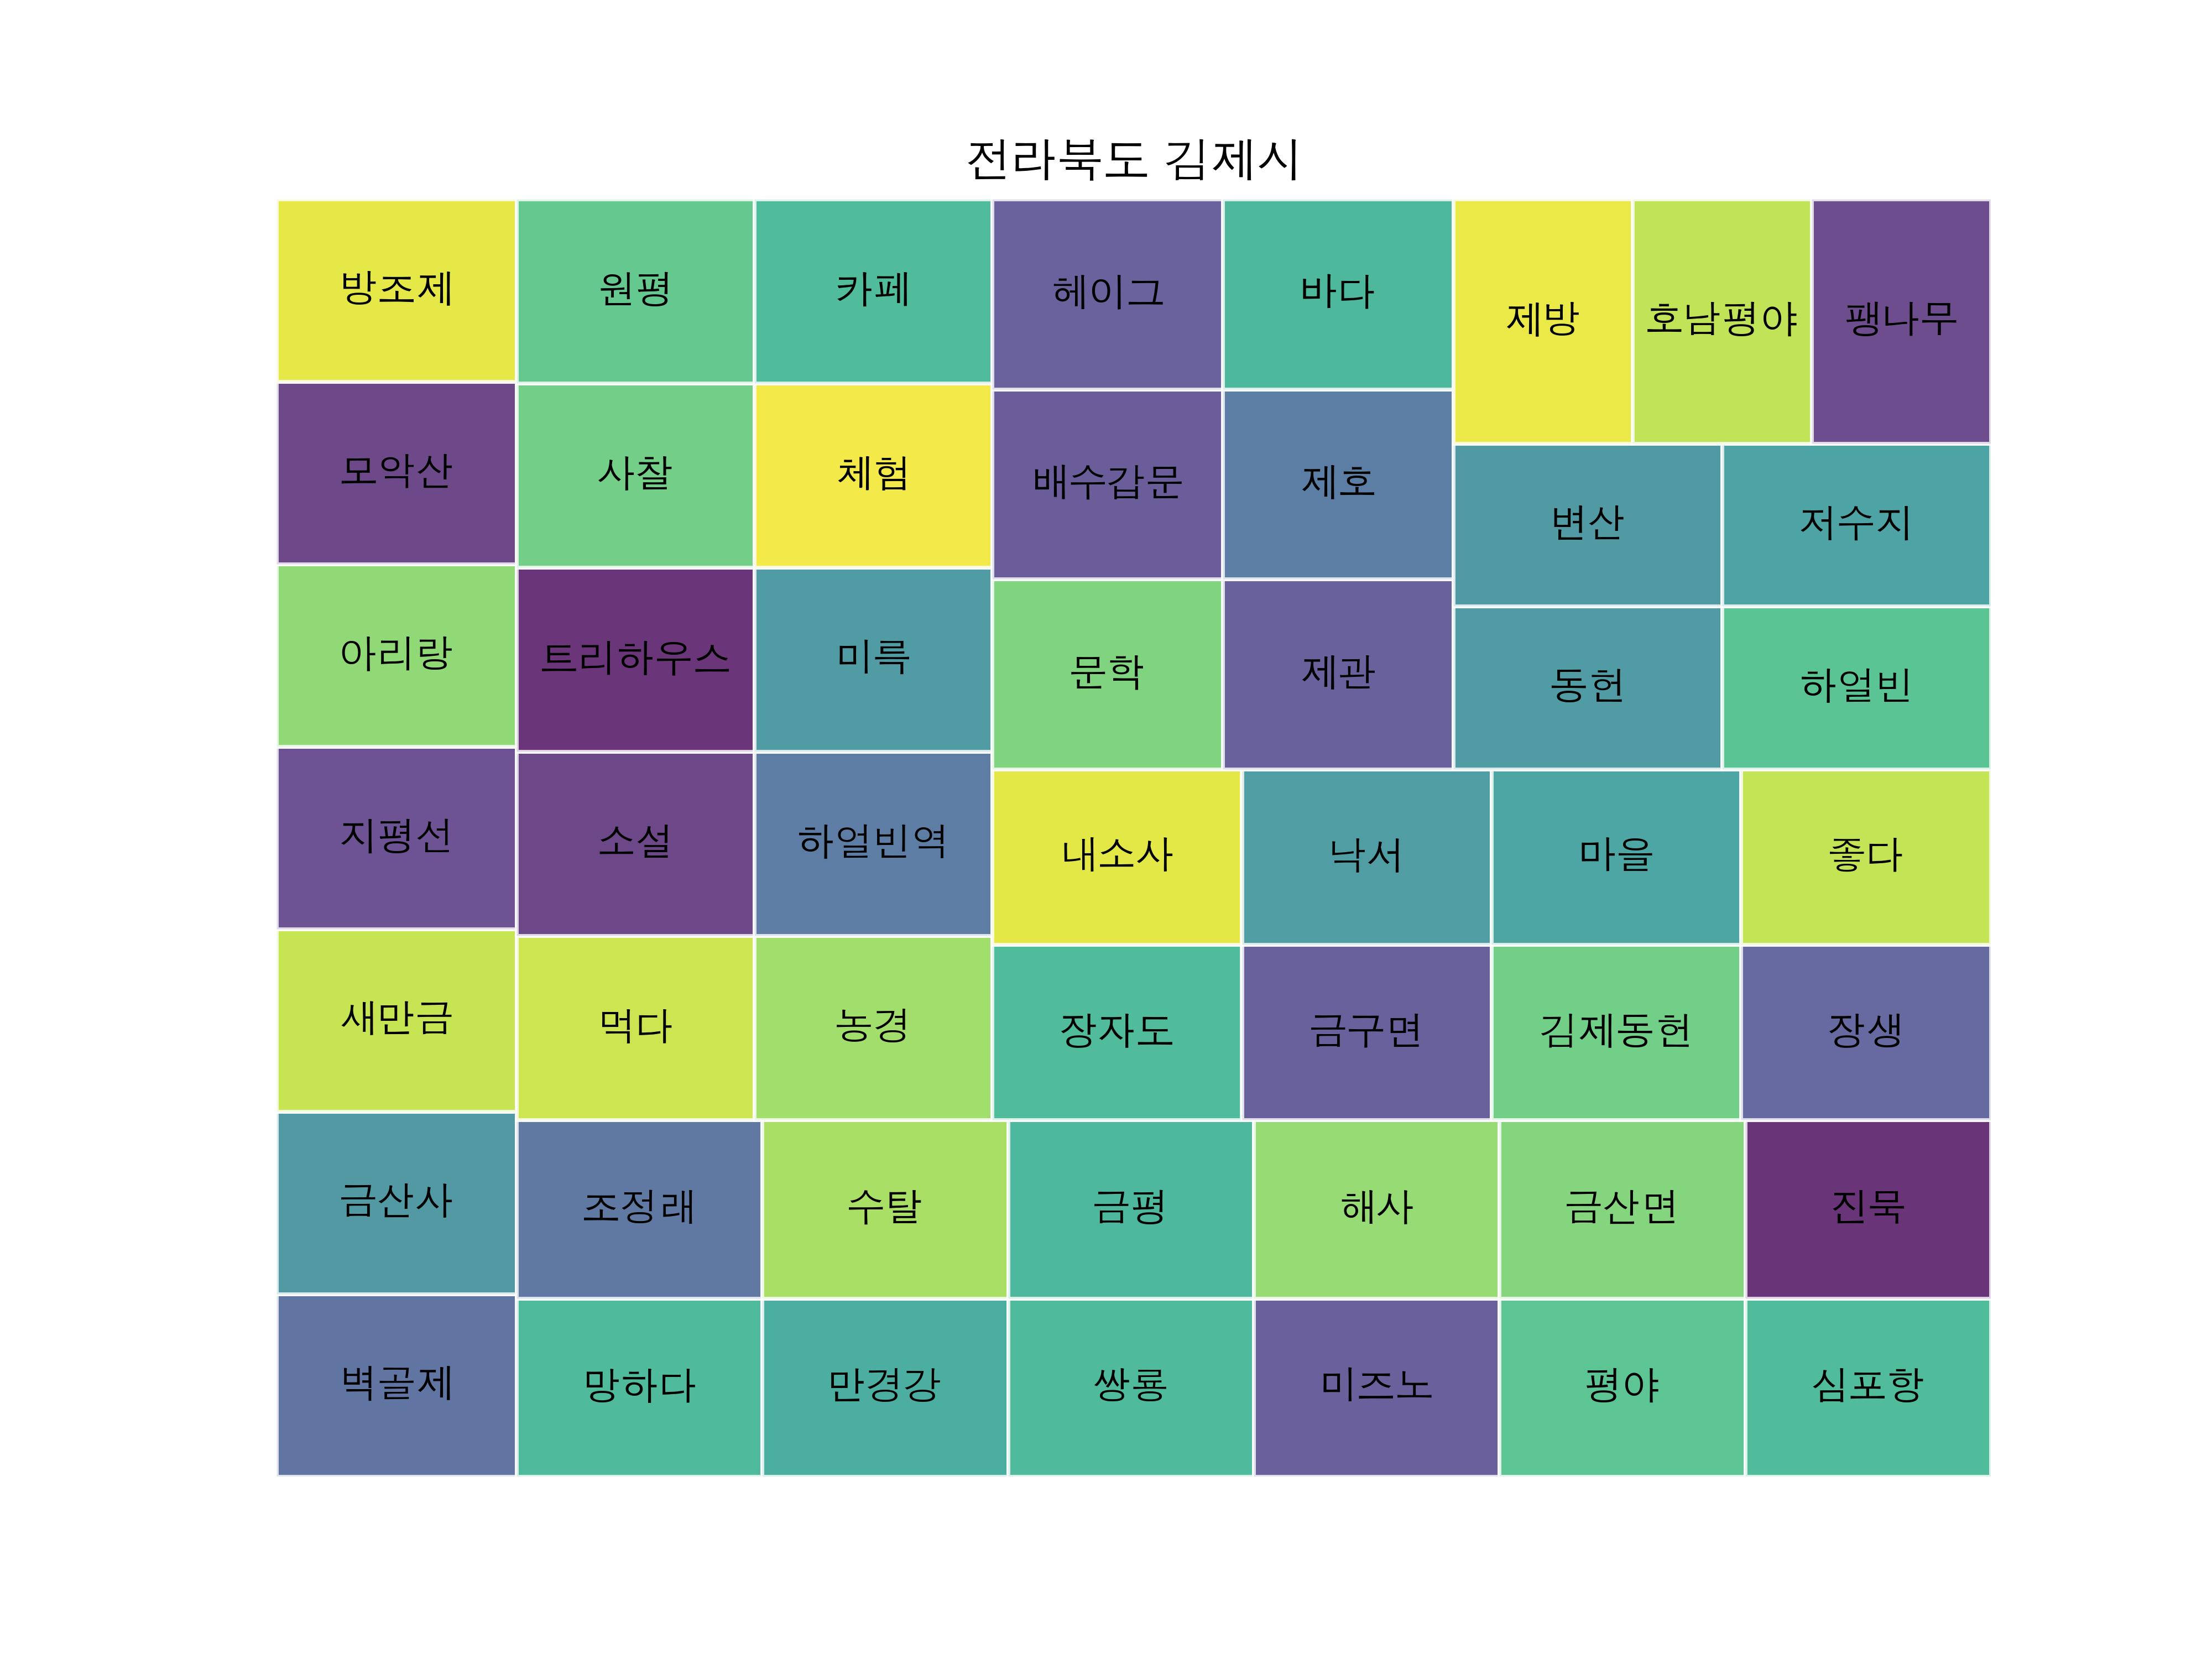 전라북도 김제시
방조제
원평
카페
헤이그
바다
제방
호남평야
팽나무
모악산
사찰
체험
배수갑문
제호
변산
저수지
아리랑
트리하우스
미륵
문학
제관
동헌
하얼빈
지평선
소설
하얼빈역
내소사
낙서
마을
좋다
새만금
먹다
농경
장자도
금구면
김제동헌
장생
금산사
조정래
수탈
금평
해사
금산면
진묵
벽골제
망하다
만경강
쌍룡
미즈노
평야
심포항